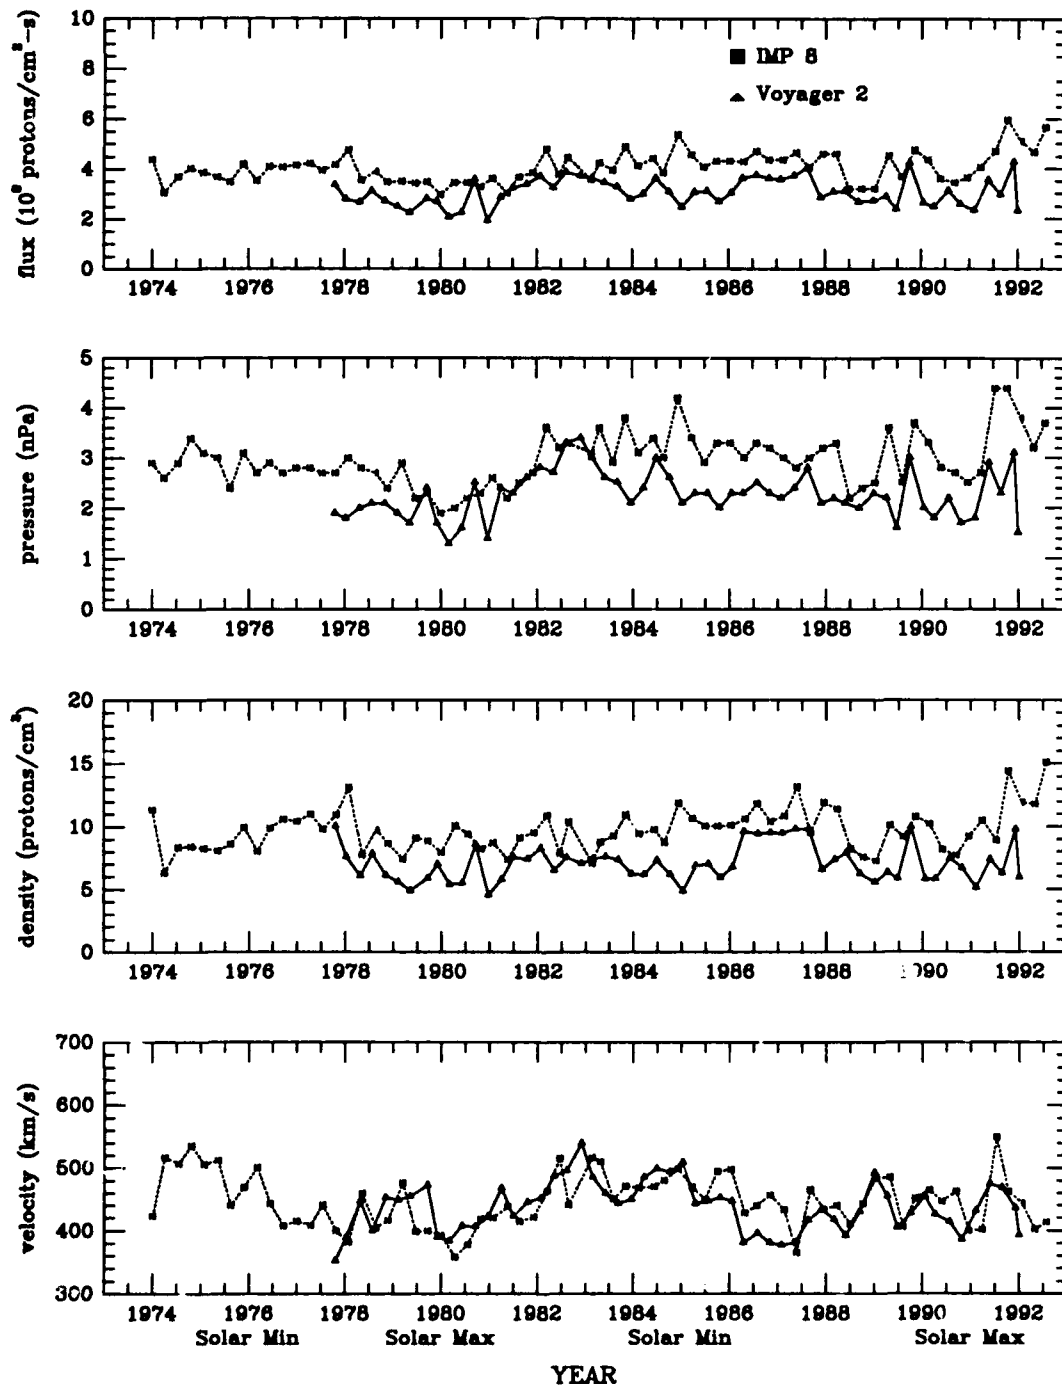 flux (10⁸ protons/cm²-s)
10
8
6
4
2
0
IMP 8
Voyager 2
1974 1976 1978 1980 1982 1984 1986 1988 1990 1992
pressure (nPa)
5
4
3
2
1
0
1974 1976 1978 1980 1982 1984 1986 1988 1990 1992
density (protons/cm³)
20
15
10
5
0
1974 1976 1978 1980 1982 1984 1986 1988 1990 1992
velocity (km/s)
700
600
500
400
300
1974 1976 1978 1980 1982 1984 1986 1988 1990 1992
Solar Min Solar Max Solar Min Solar Max
YEAR